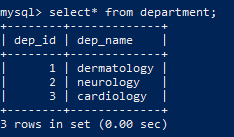 mysql> select* from department;
+--------+-------------+
| dep_id | dep_name    |
+--------+-------------+
|      1 | dermatology |
|      2 | neurology   |
|      3 | cardiology  |
+--------+-------------+
3 rows in set (0.00 sec)